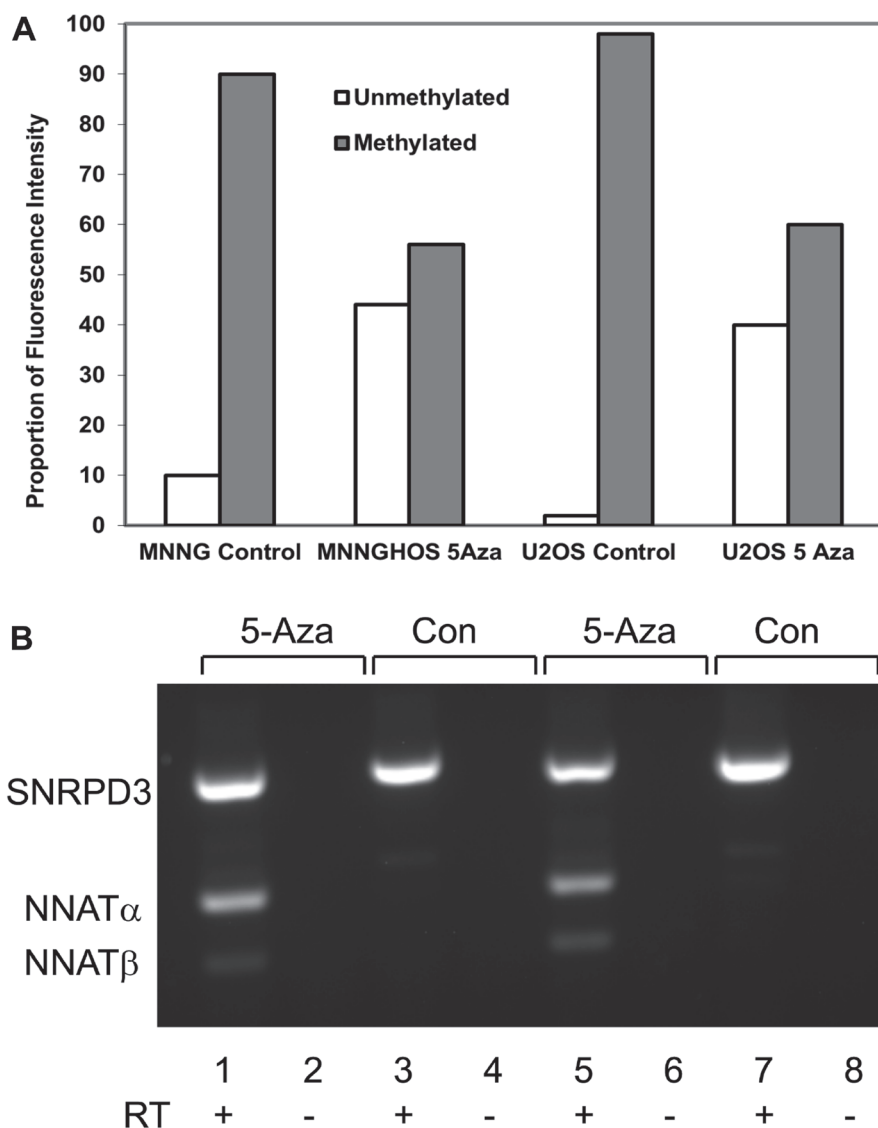 A
Proportion of Fluorescence Intensity
100
90
80
70
60
50
40
30
20
10
0
Unmethylated
Methylated
MNNG Control
MNNGHOS 5Aza
U2OS Control
U2OS 5 Aza
B
5-Aza Con 5-Aza Con
SNRPD3
NNATα
NNATβ
1 2 3 4 5 6 7 8
RT + - + - + - + -